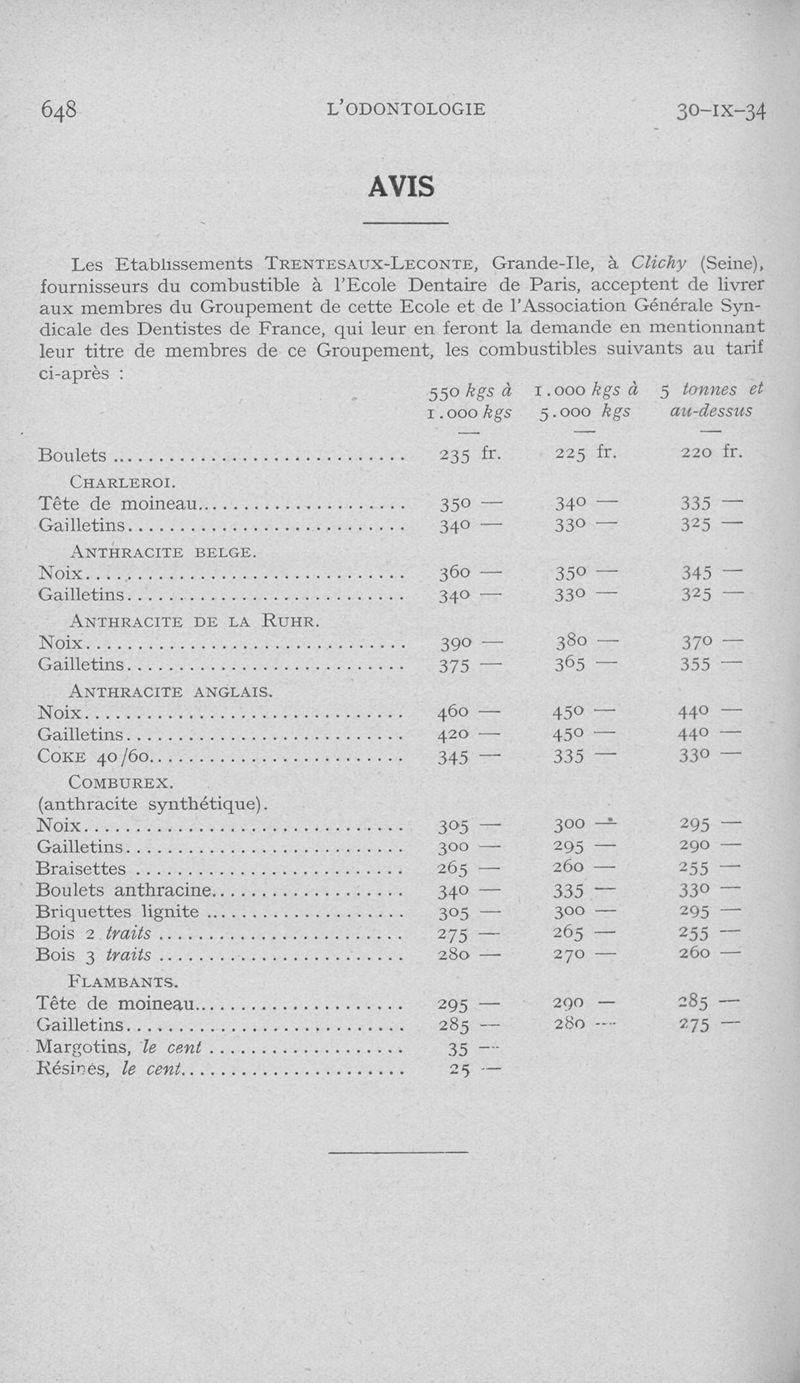 648 L'ODONTOLOGIE 30-IX-34
AVIS
Les Etablissements TRENTESAUX-LECONTE, Grande-Ile, à Clichy (Seine),
fournisseurs du combustible à l'Ecole Dentaire de Paris, acceptent de livrer
aux membres du Groupement de cette Ecole et de l'Association Générale Syn-
dicale des Dentistes de France, qui leur en feront la demande en mentionnant
leur titre de membres de ce Groupement, les combustibles suivants au tarif
ci-après :
550 kgs à 1.000 kgs à 5 tonnes et
1.000 kgs 5.000 kgs au-dessus
— — —
Boulets .............................. 235 fr. 225 fr. 220 fr.
CHARLEROI.
Tête de moineau...................... 350 — 340 — 335 —
Gailletins............................ 340 — 330 — 325 —
ANTHRACITE BELGE.
Noix................................ 360 — 350 — 345 —
Gailletins............................ 340 — 330 — 325 —
ANTHRACITE DE LA RUHR.
Noix................................ 390 — 380 — 370 —
Gailletins............................ 375 — 365 — 355 —
ANTHRACITE ANGLAIS.
Noix................................ 460 — 450 — 440 —
Gailletins............................ 420 — 450 — 440 —
COKE 40/60.......................... 345 — 335 — 330 —
COMBUREX.
(anthracite synthétique).
Noix................................ 305 — 300 — 295 —
Gailletins............................ 300 — 295 — 290 —
Braisettes ........................... 265 — 260 — 255 —
Boulets anthracine.................... 340 — 335 — 330 —
Briquettes lignite .................... 305 — 300 — 295 —
Bois 2 traits ......................... 275 — 265 — 255 —
Bois 3 traits ......................... 280 — 270 — 260 —
FLAMBANTS.
Tête de moineau...................... 295 — 290 — 285 —
Gailletins............................ 285 — 280 — 275 —
Margotins, le cent .................... 35 —
Résinés, le cent....................... 25 —